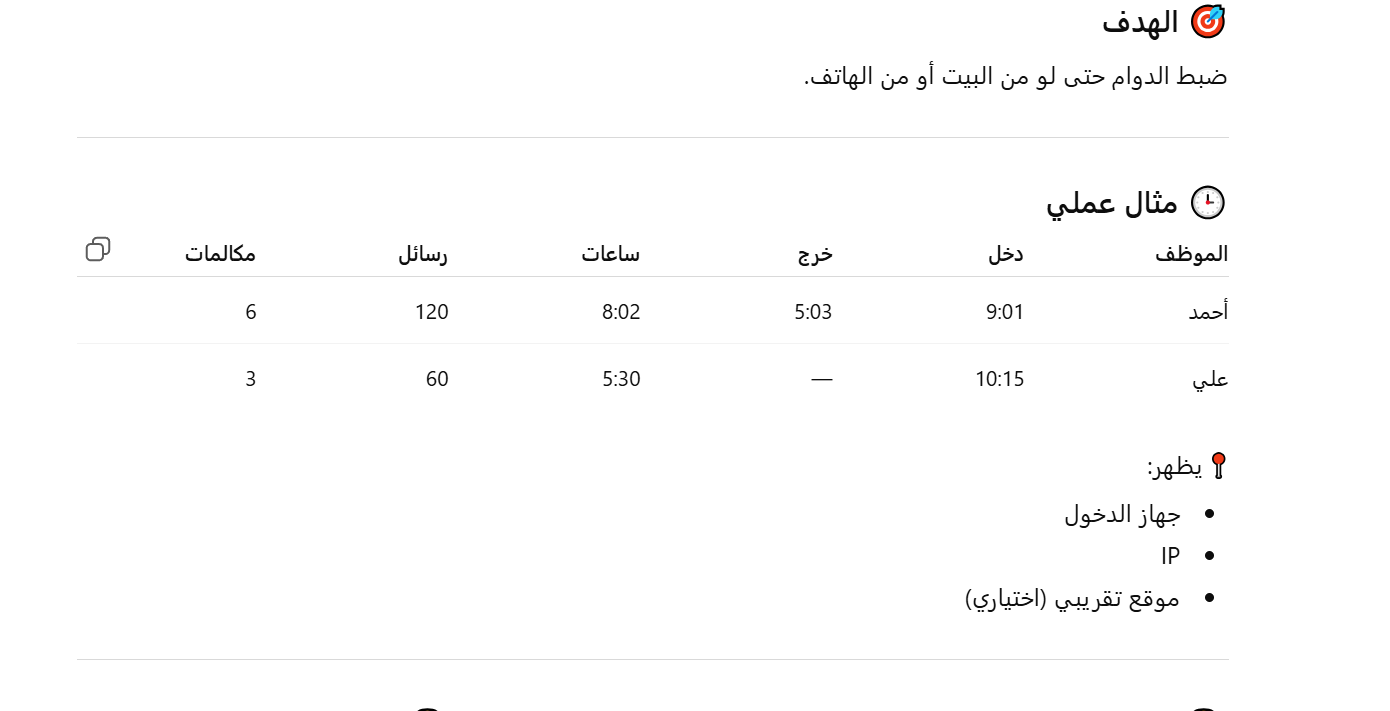 🎯 الهدف
ضبط الدوام حتى لو من البيت أو من الهاتف.
🕒 مثال عملي
الموظف دخل خرج ساعات رسائل مكالمات
أحمد 9:01 5:03 8:02 120 6
علي 10:15 — 5:30 60 3
📍 يظهر:
• جهاز الدخول
• IP
• موقع تقريبي (اختياري)